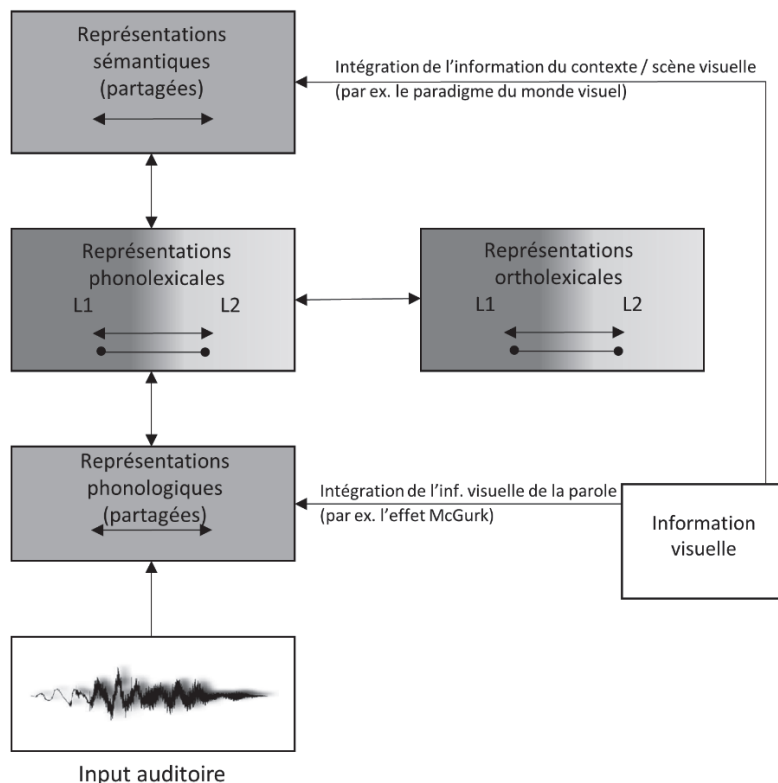 Représentations
sémantiques
(partagées)
Intégration de l’information du contexte / scène visuelle
(par ex. le paradigme du monde visuel)
Représentations
phonolexicales
L1 L2
Représentations
ortholexicales
L1 L2
Représentations
phonologiques
(partagées)
Intégration de l’inf. visuelle de la parole
(par ex. l’effet McGurk)
Information
visuelle
Input auditoire